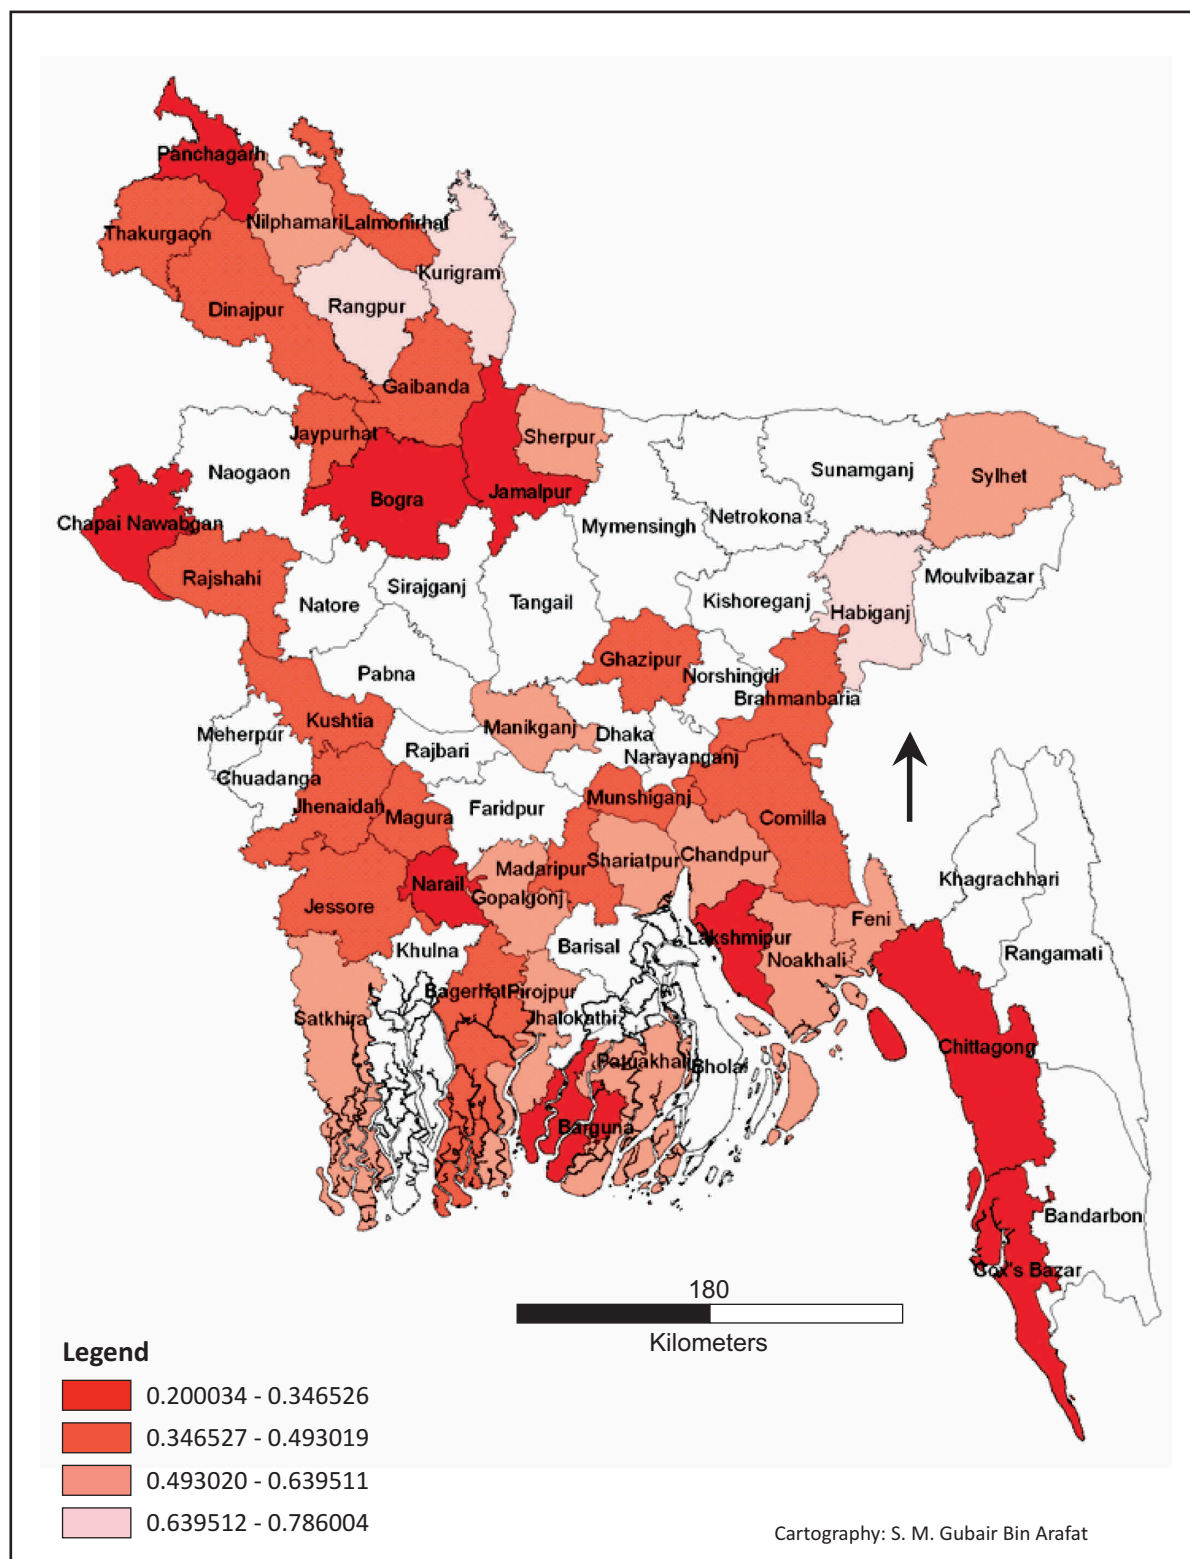 Panchagarh
Nilphamari
Lalmonirhat
Thakurgaon
Kurigram
Dinajpur
Rangpur
Gaibanda
Jaypurhat
Sherpur
Naogaon
Sunamganj
Sylhet
Bogra
Jamalpur
Chapai Nawabgan
Mymensingh
Netrokona
Rajshahi
Sirajganj
Natore
Tangail
Kishoreganj
Moulvibazar
Habiganj
Ghazipur
Pabna
Norshingdi
Brahmanbaria
Kushtia
Manikganj
Meherpur
Dhaka
Rajbari
Narayanganj
Chuadanga
Jhenaidah
Munshiganj
Magura
Faridpur
Comilla
Madaripur
Shariatpur
Chandpur
Khagrachhari
Narail
Gopalgonj
Jessore
Feni
Lakshmipur
Khulna
Barisal
Noakhali
Rangamati
Bagerhat
Pirojpur
Satkhira
Jhalokathi
Chittagong
Patuakhali
Bhola
Barguna
Bandarbon
Cox's Bazar
180
Kilometers
Legend
0.200034 - 0.346526
0.346527 - 0.493019
0.493020 - 0.639511
0.639512 - 0.786004
Cartography: S. M. Gubair Bin Arafat